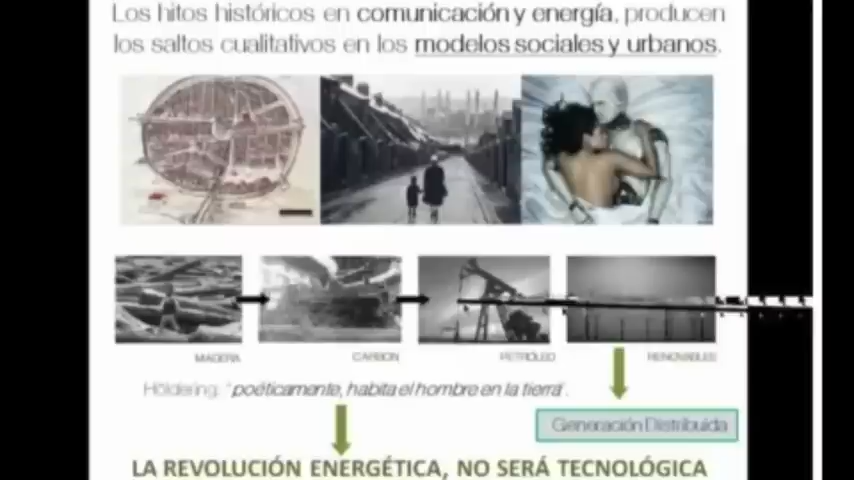 Los hitos históricos en comunicación y energía, producen
los saltos cualitativos en los modelos sociales y urbanos.
MADERA
CARBON
PETRÓLEO
RENOVABLES
Höldering: "poéticamente, habita el hombre en la tierra".
Generación Distribuida
LA REVOLUCIÓN ENERGÉTICA, NO SERÁ TECNOLÓGICA